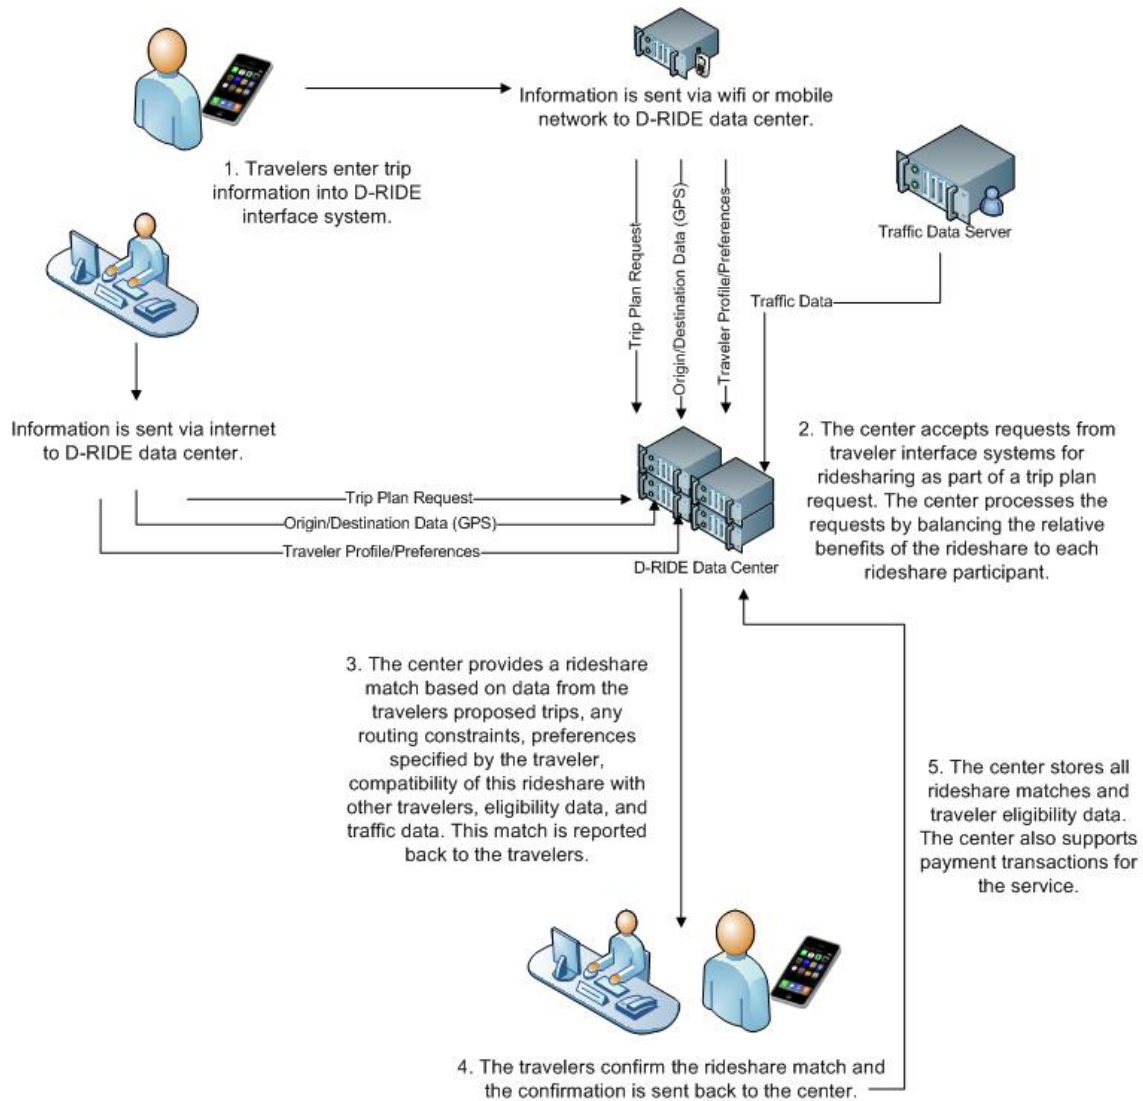 Information is sent via wifi or mobile
network to D-RIDE data center.
1. Travelers enter trip
information into D-RIDE
interface system.
Traffic Data Server
Trip Plan Request
Origin/Destination Data (GPS)
Traveler Profile/Preferences
Traffic Data
Information is sent via internet
to D-RIDE data center.
Trip Plan Request
Origin/Destination Data (GPS)
Traveler Profile/Preferences
D-RIDE Data Center
2. The center accepts requests from
traveler interface systems for
ridesharing as part of a trip plan
request. The center processes the
requests by balancing the relative
benefits of the rideshare to each
rideshare participant.
3. The center provides a rideshare
match based on data from the
travelers proposed trips, any
routing constraints, preferences
specified by the traveler,
compatibility of this rideshare with
other travelers, eligibility data, and
traffic data. This match is reported
back to the travelers.
4. The travelers confirm the rideshare match and
the confirmation is sent back to the center.
5. The center stores all
rideshare matches and
traveler eligibility data.
The center also supports
payment transactions for
the service.